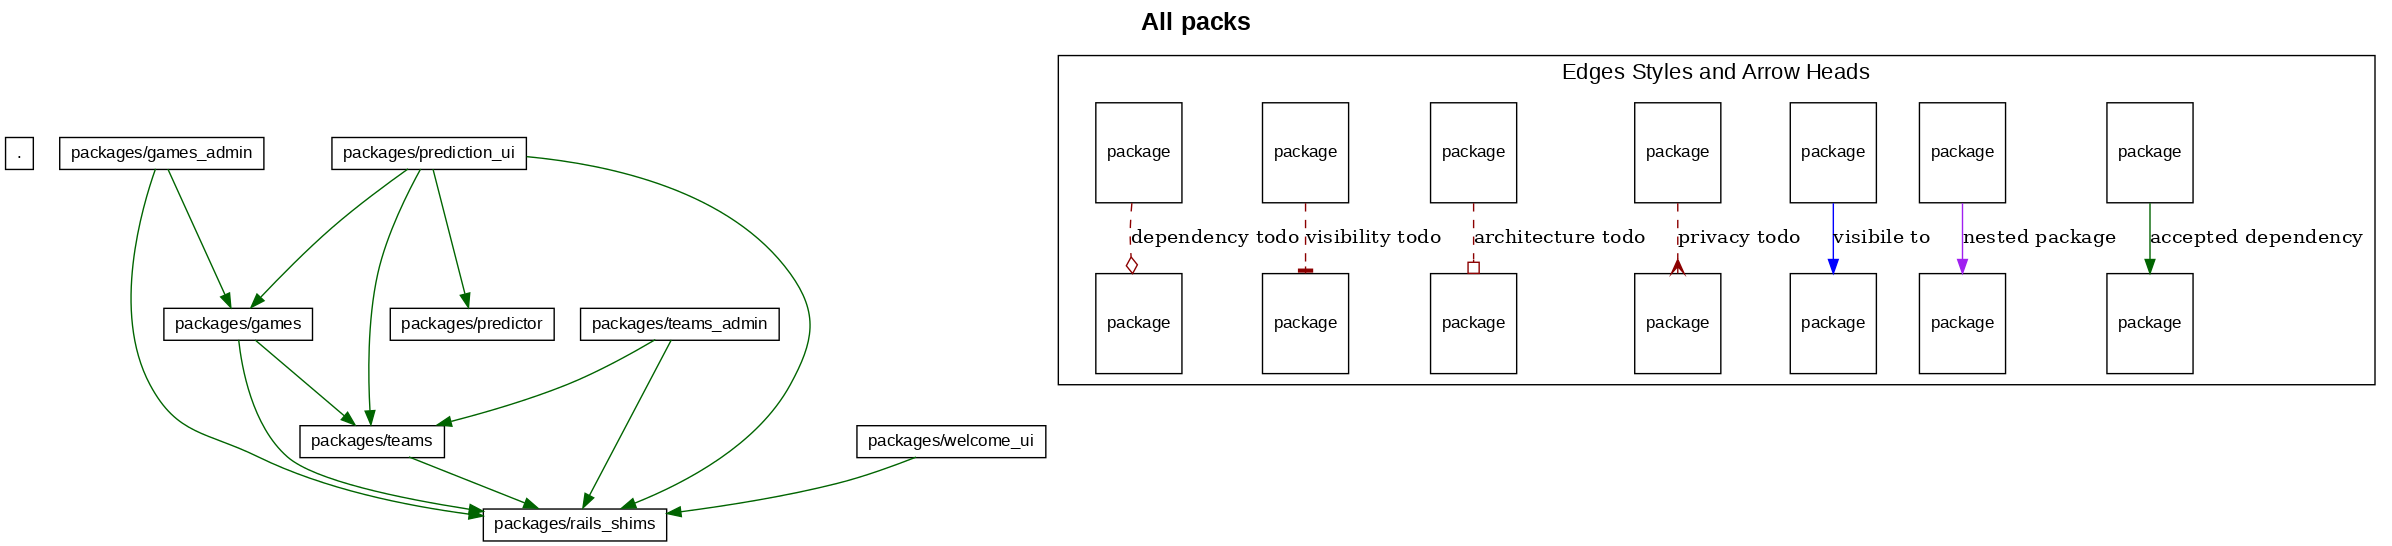 All packs
Edges Styles and Arrow Heads
.
packages/games_admin
packages/prediction_ui
package
package
package
package
package
package
package
dependency todo
visibility todo
architecture todo
privacy todo
visibile to
nested package
accepted dependency
packages/games
packages/predictor
packages/teams_admin
package
package
package
package
package
package
package
packages/teams
packages/welcome_ui
packages/rails_shims